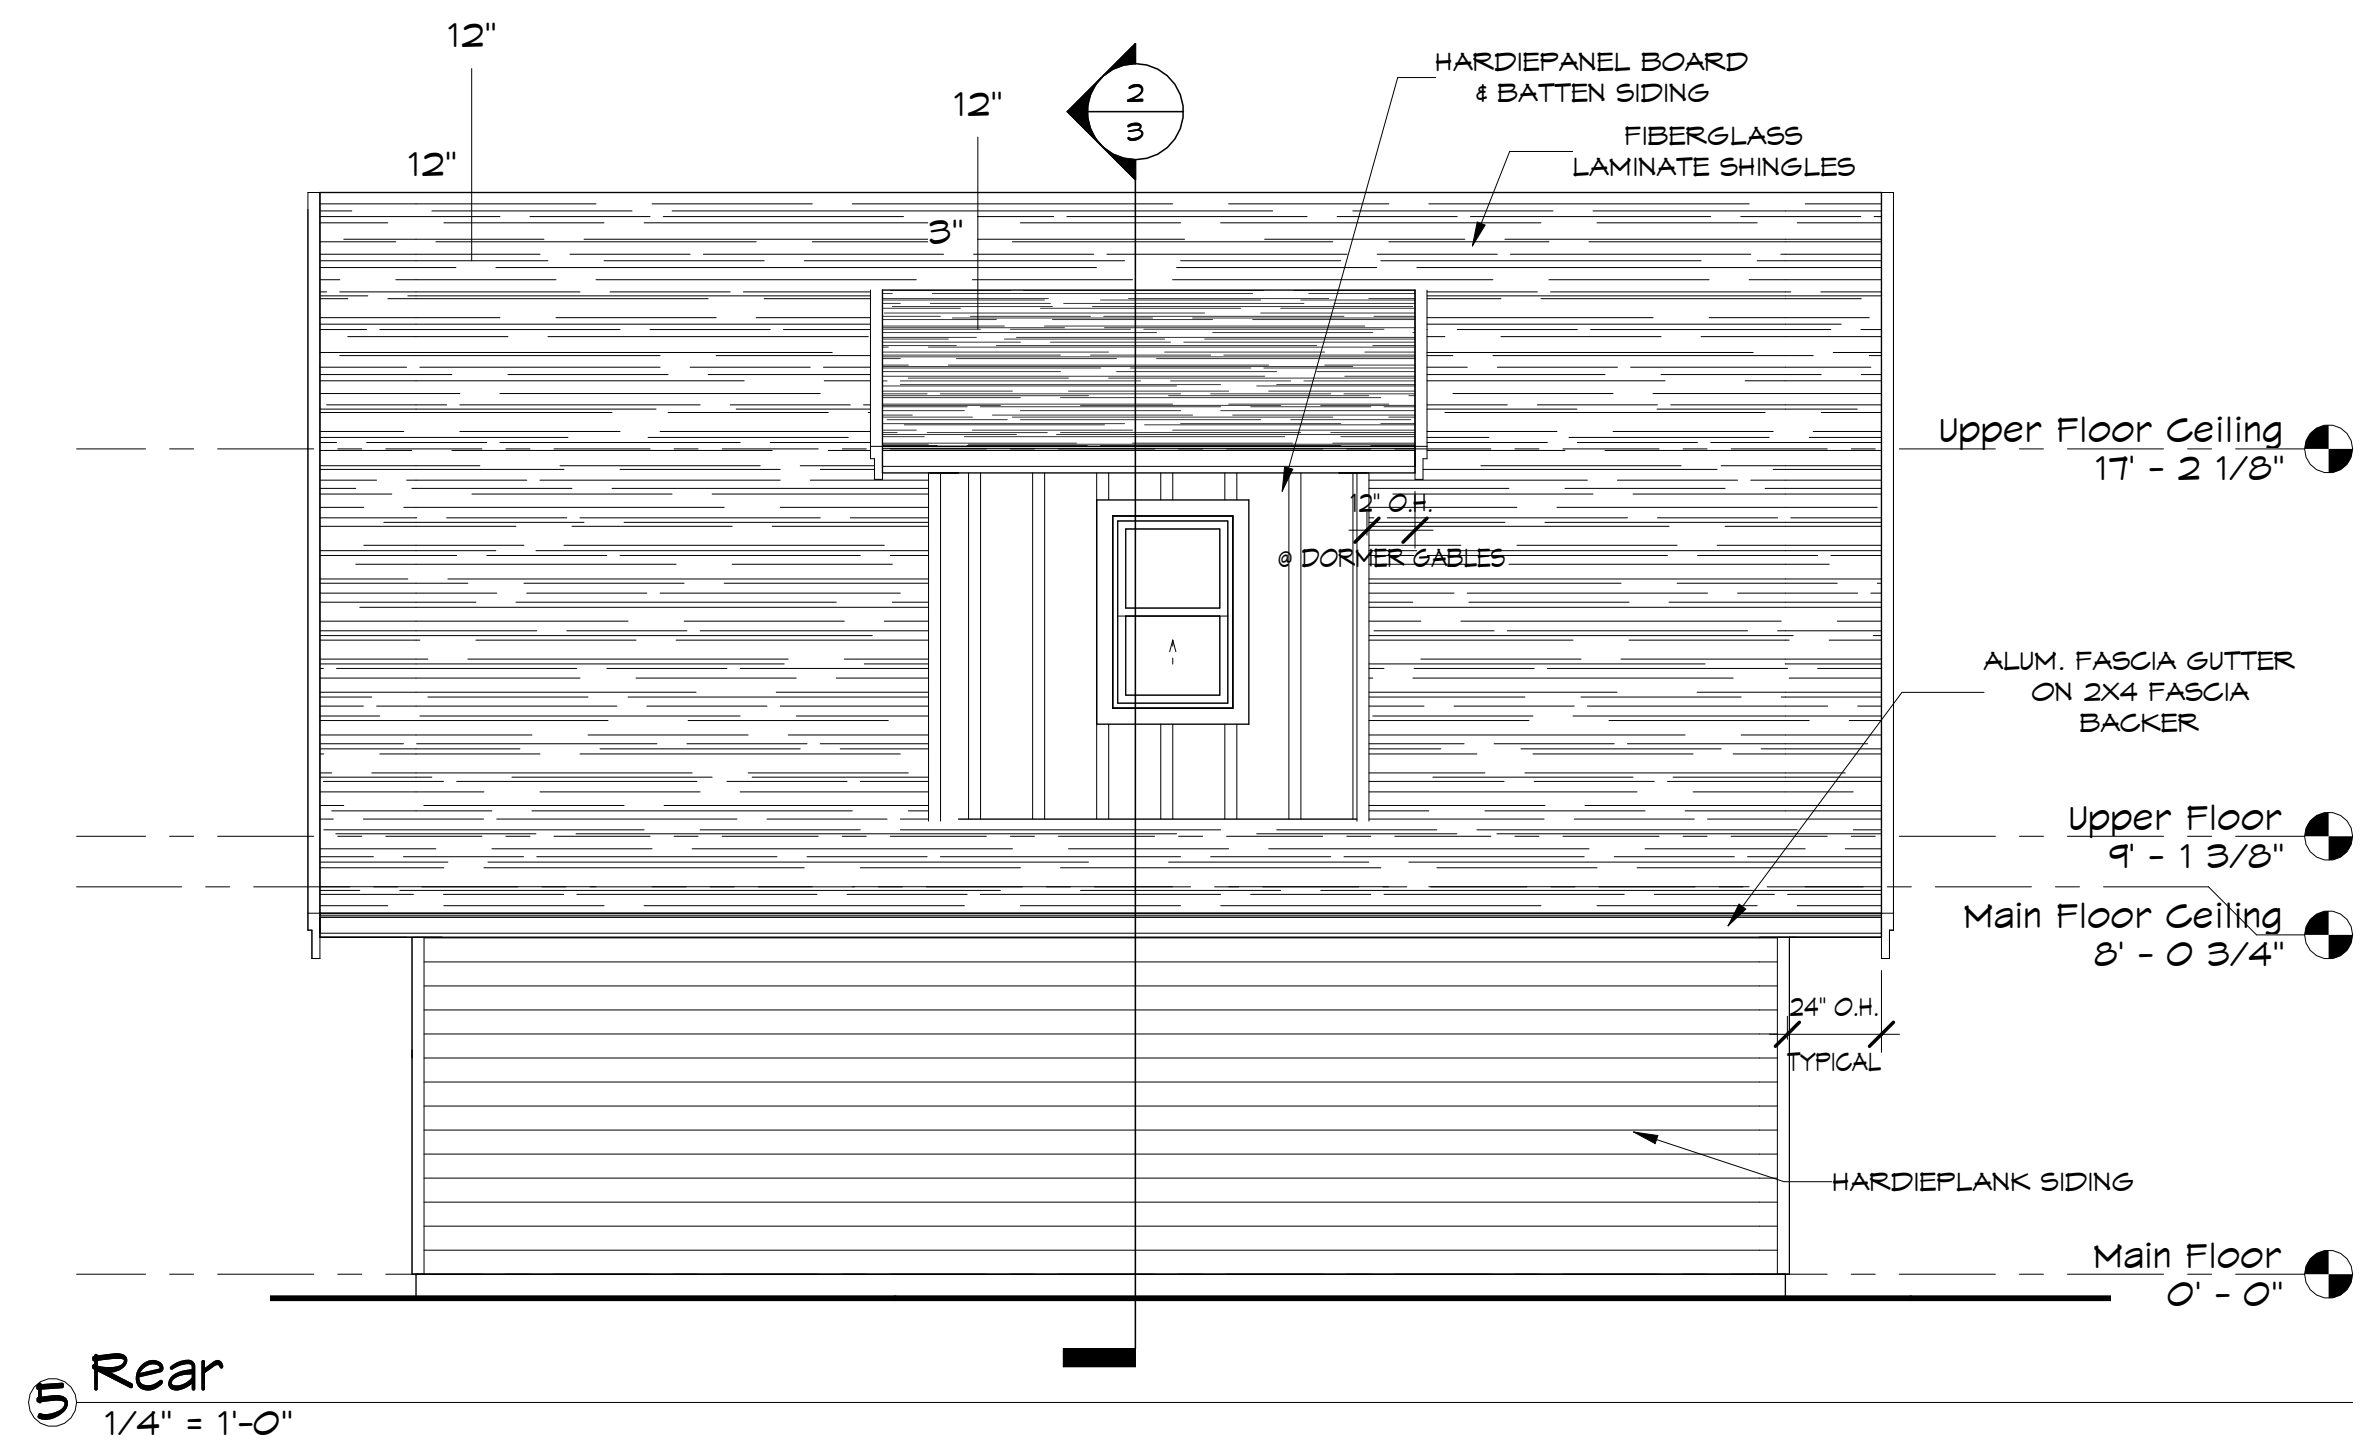 12"
12"
12"
3"
2
3
HARDIEPANEL BOARD
& BATTEN SIDING
FIBERGLASS
LAMINATE SHINGLES
Upper Floor Ceiling
17' - 2 1/8"
12" O.H.
@ DORMER GABLES
ALUM. FASCIA GUTTER
ON 2X4 FASCIA
BACKER
Upper Floor
9' - 1 3/8"
Main Floor Ceiling
8' - 0 3/4"
24" O.H.
TYPICAL
HARDIEPLANK SIDING
Main Floor
0' - 0"
5 Rear
1/4" = 1'-0"